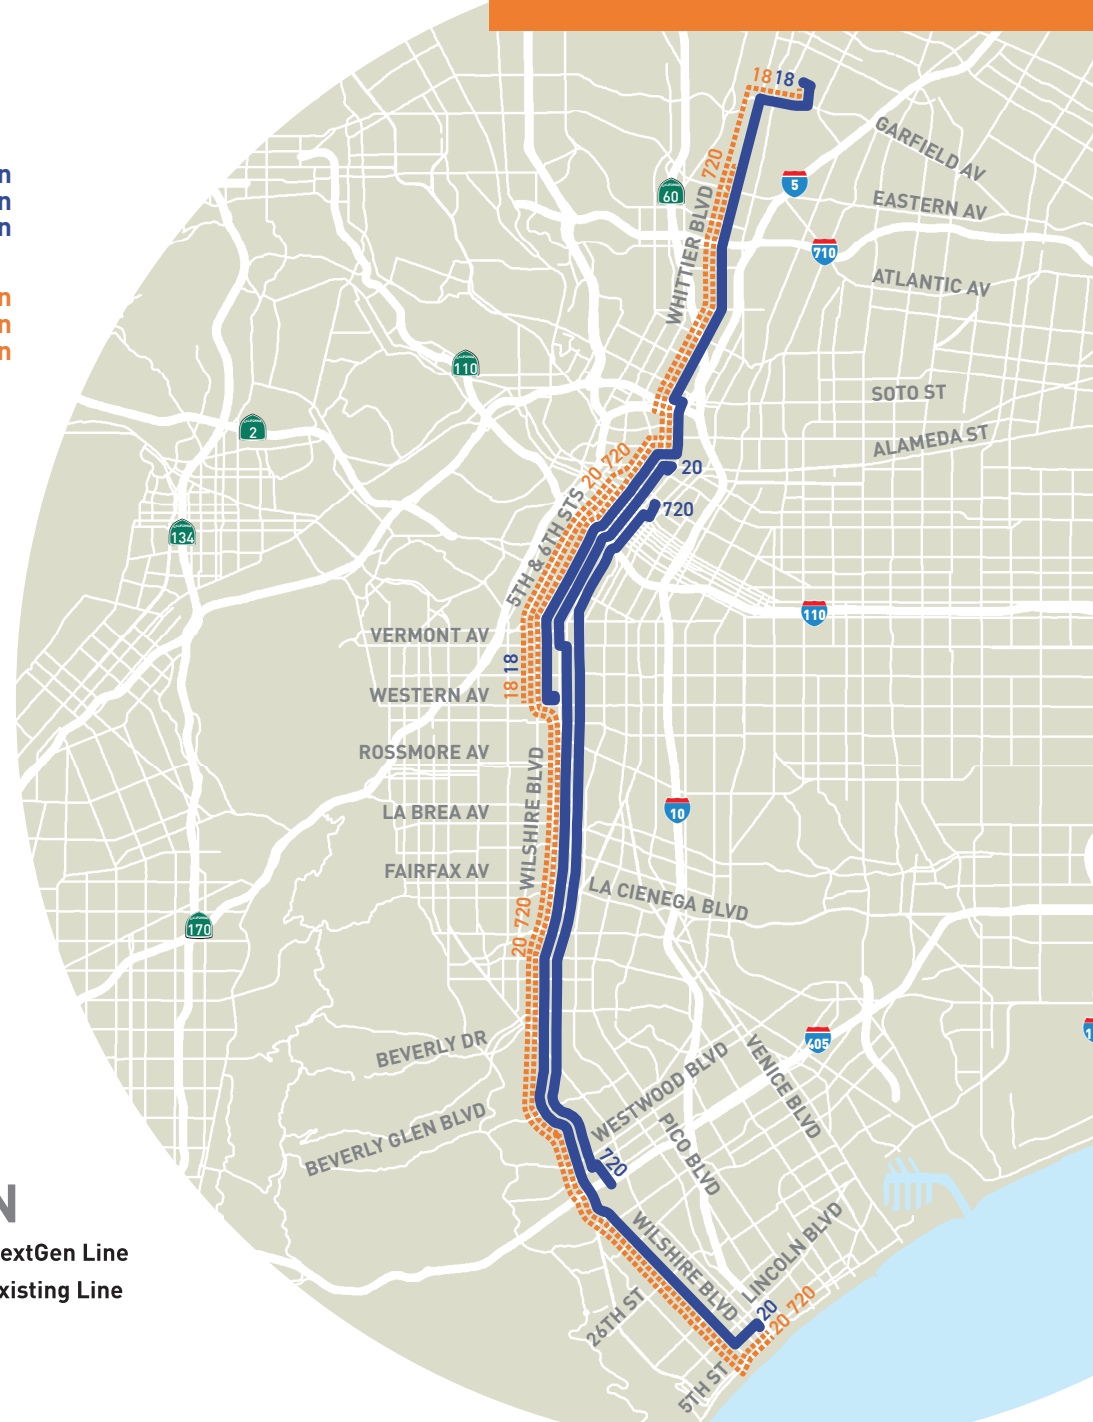 18 18
GARFIELD AV
5
720
60
EASTERN AV
WHITTIER BLVD
710
ATLANTIC AV
n
n
n
n
n
n
110
SOTO ST
2
ALAMEDA ST
20 720
20
720
134
5TH & 6TH STS
110
VERMONT AV
18 18
WESTERN AV
ROSSMORE AV
WILSHIRE BLVD
LA BREA AV
10
FAIRFAX AV
LA CIENEGA BLVD
20 720
170
BEVERLY DR
405
1
WESTWOOD BLVD
VENICE BLVD
BEVERLY GLEN BLVD
PICO BLVD
720
N
extGen Line
xisting Line
WILSHIRE BLVD
LINCOLN BLVD
26TH ST
20
20 720
5TH ST